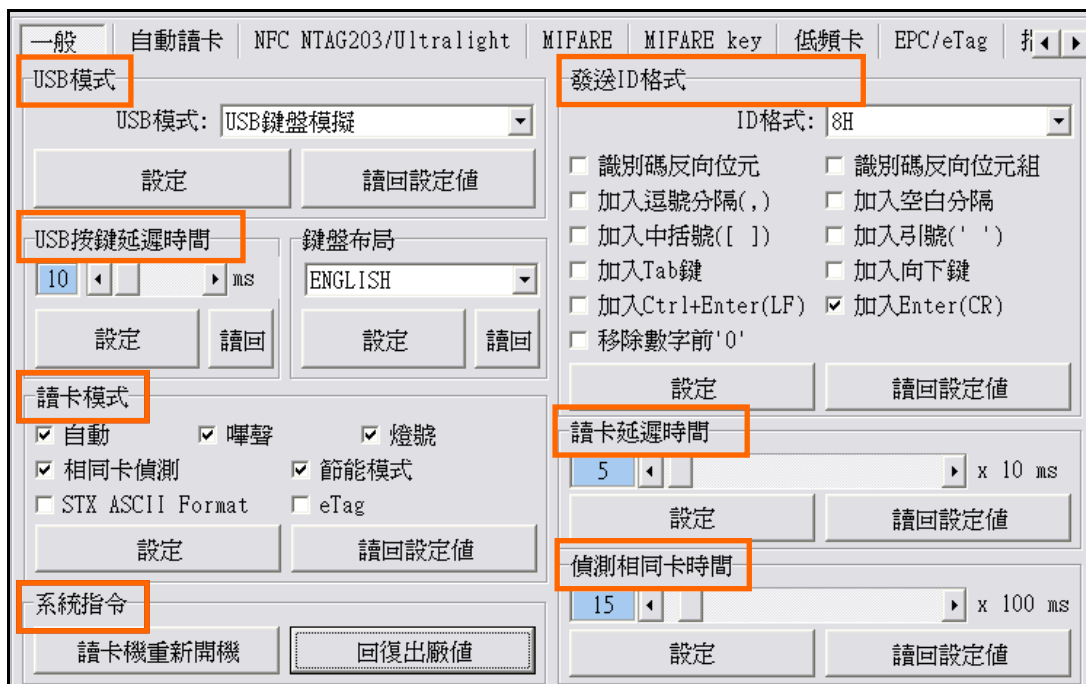 一般 自動讀卡 NFC NTAG203/Ultralight MIFARE MIFARE key 低頻卡 EPC/eTag
USB模式
USB模式: USB鍵盤模擬
設定 讀回設定值
USB按鍵延遲時間
10 ms
設定 讀回
鍵盤布局
ENGLISH
設定 讀回
讀卡模式
自動 嗶聲 燈號
相同卡偵測 節能模式
STX ASCII Format eTag
設定 讀回設定值
系統指令
讀卡機重新開機 回復出廠值
發送ID格式
ID格式: 8H
識別碼反向位元 識別碼反向位元組
加入逗號分隔(,) 加入空白分隔
加入中括號([ ]) 加入引號(' ')
加入Tab鍵 加入向下鍵
加入Ctrl+Enter(LF) 加入Enter(CR)
移除數字前'0'
設定 讀回設定值
讀卡延遲時間
5 x 10 ms
設定 讀回設定值
偵測相同卡時間
15 x 100 ms
設定 讀回設定值